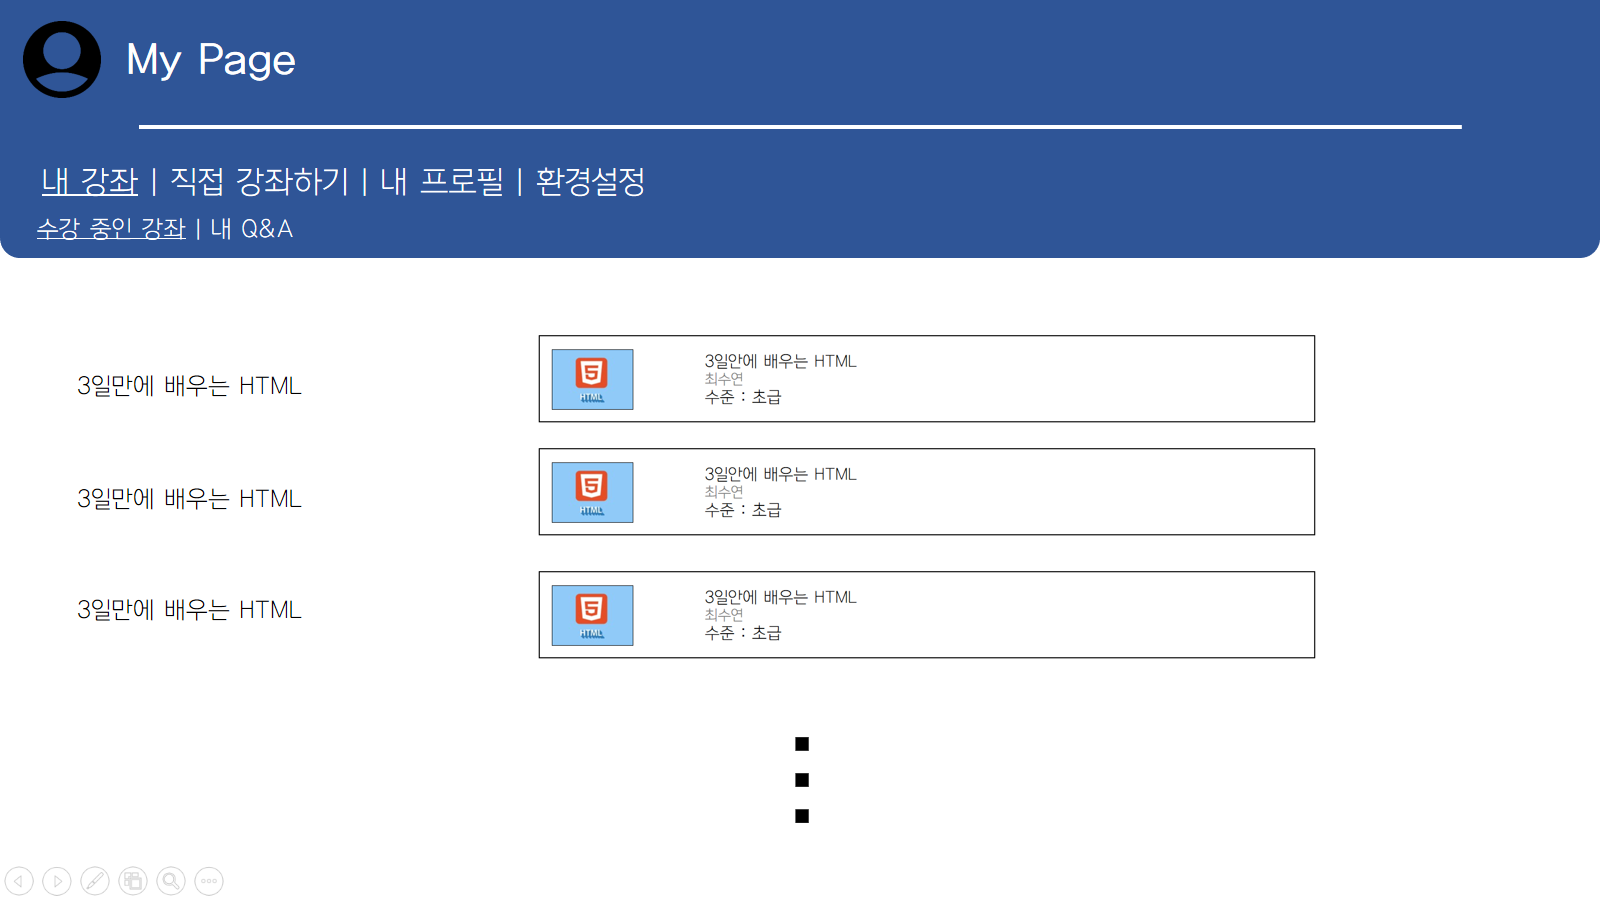 My Page
내 강좌 | 직접 강좌하기 | 내 프로필 | 환경설정
수강 중인 강좌 | 내 Q&A
3일만에 배우는 HTML
HTML
3일안에 배우는 HTML
최수연
수준 : 초급
3일만에 배우는 HTML
HTML
3일안에 배우는 HTML
최수연
수준 : 초급
3일만에 배우는 HTML
HTML
3일안에 배우는 HTML
최수연
수준 : 초급